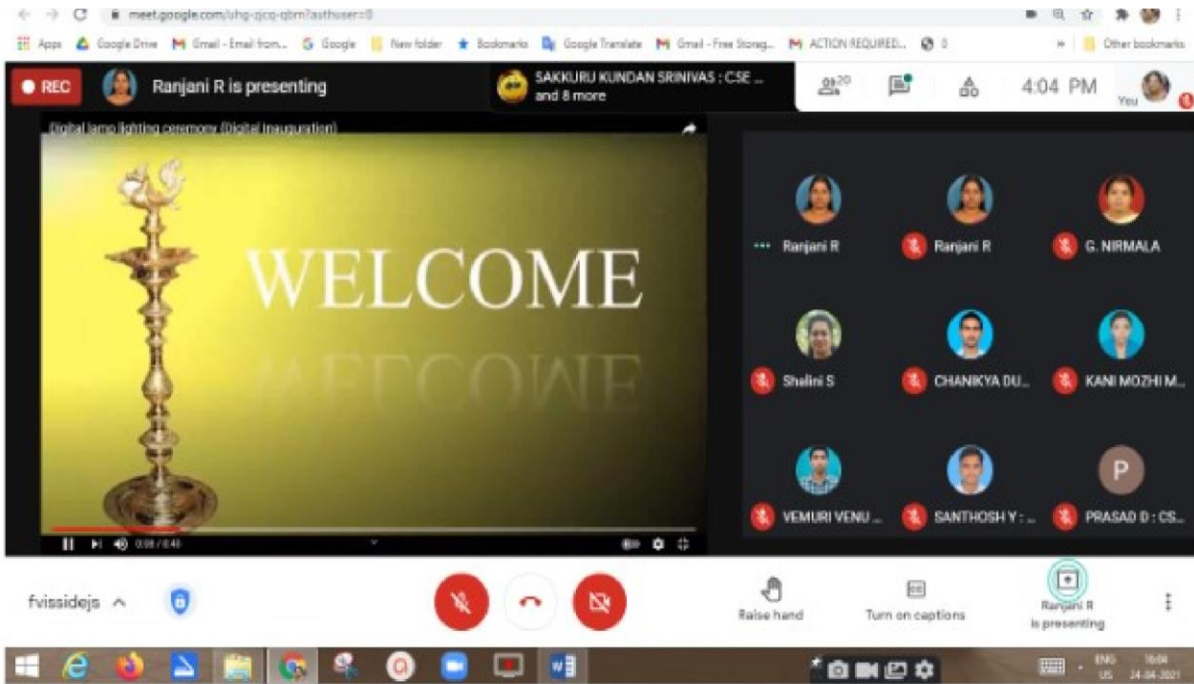 meet.google.com/uhg-zjcq-qbm?authuser=0
Apps Google Drive Gmail - Email from... Google New folder Bookmarks Google Translate Gmail - Free Storag... ACTION REQUIRED... 0 » Other bookmarks
REC Ranjani R is presenting
SAKKURU KUNDAN SRINIVAS : CSE ...
and 8 more
20
4:04 PM
You
Digital lamp lighting ceremony (Digital Inauguration)
WELCOME
Ranjani R Ranjani R G. NIRMALA
Shalini S CHANIKYA DU... KANI MOZHI M...
VEMURI VENU ... SANTHOSH Y : ... P PRASAD D : CS...
fvissidejs
Raise hand
Turn on captions
Ranjani R
is presenting
ENG 16:04
US 24-04-2021